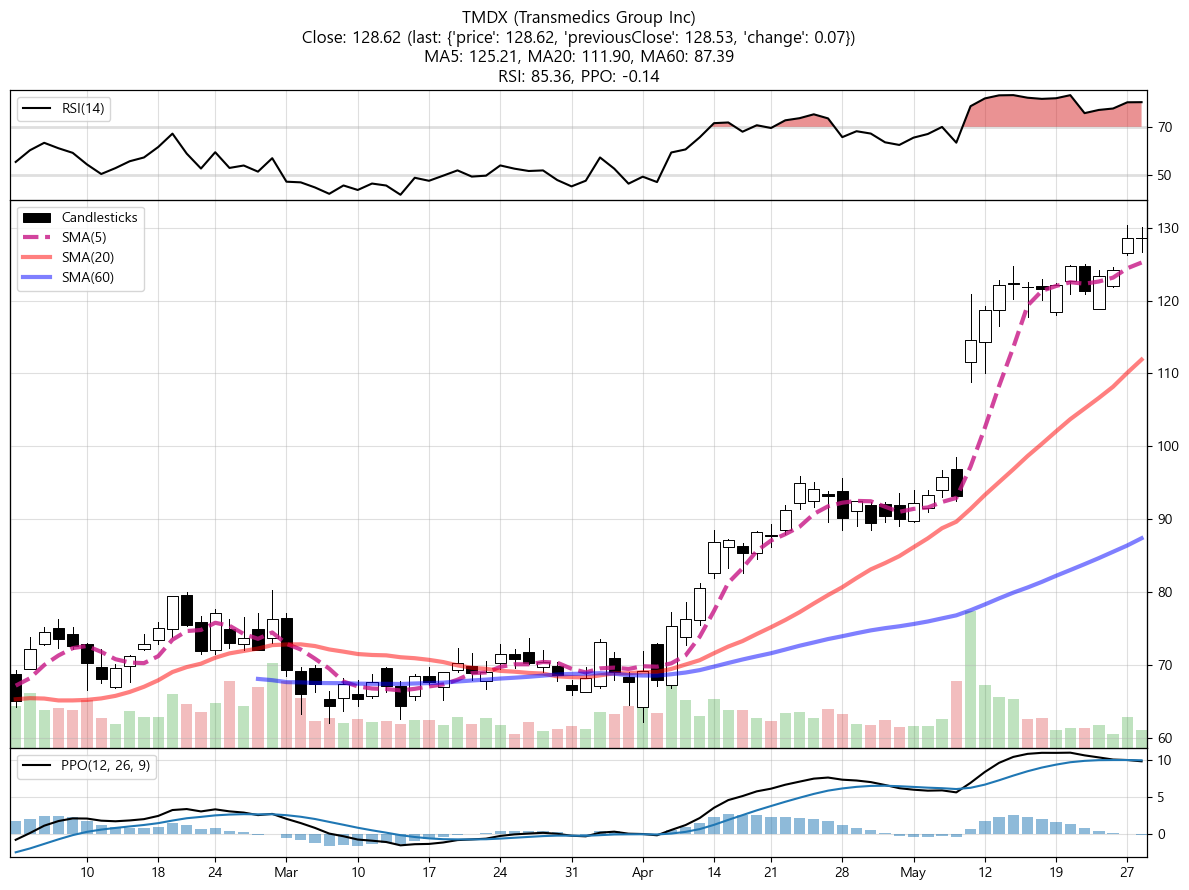 TMDX (Transmedics Group Inc)
Close: 128.62 (last: {'price': 128.62, 'previousClose': 128.53, 'change': 0.07})
MA5: 125.21, MA20: 111.90, MA60: 87.39
RSI: 85.36, PPO: -0.14
RSI(14)
70
50
Candlesticks
SMA(5)
SMA(20)
SMA(60)
130
120
110
100
90
80
70
60
PPO(12, 26, 9)
10
5
0
10 18 24 Mar 10 17 24 31 Apr 14 21 28 May 12 19 27